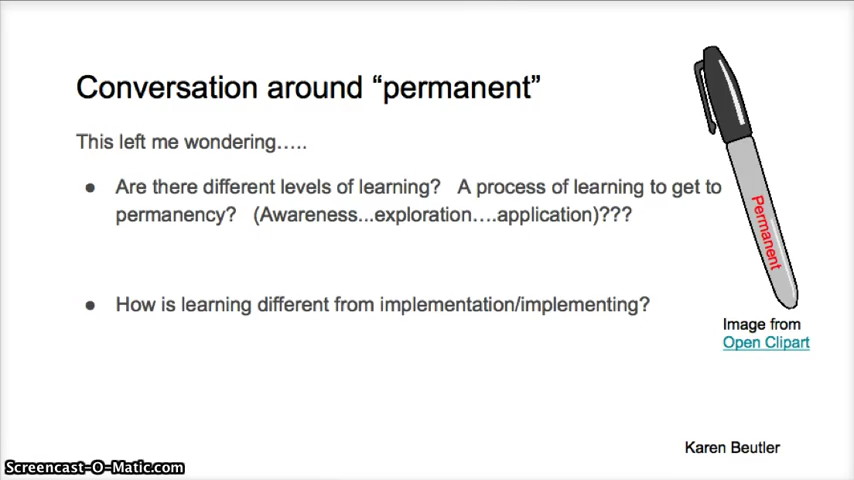 Conversation around “permanent”
This left me wondering…..
● Are there different levels of learning?   A process of learning to get to
permanency?   (Awareness...exploration….application)???
● How is learning different from implementation/implementing?
Permanent
Image from
Open Clipart
Karen Beutler
Screencast-O-Matic.com